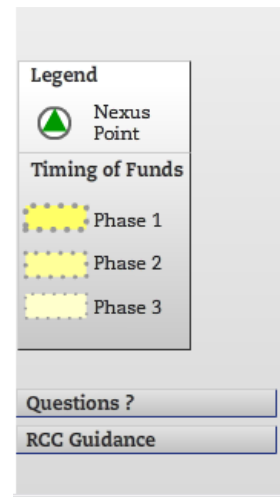 Legend
Nexus
Point
Timing of Funds
Phase 1
Phase 2
Phase 3
Questions ?
RCC Guidance